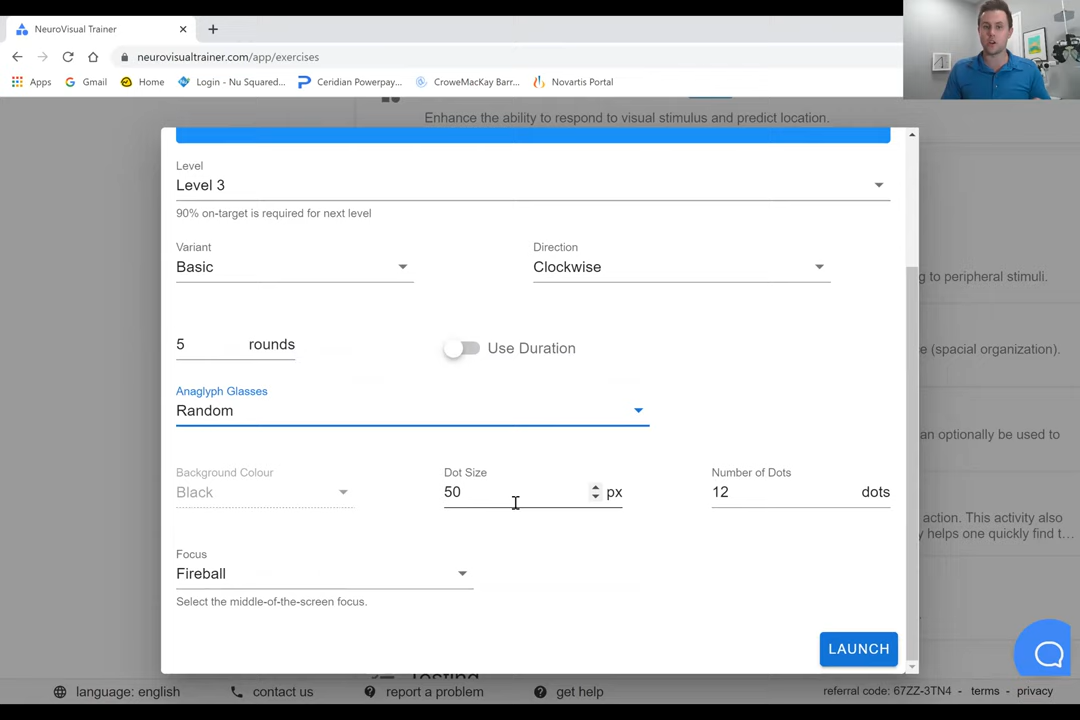 NeuroVisual Trainer
neurovisualtrainer.com/app/exercises
Apps Gmail Home Login - Nu Squared... Ceridian Powerpay... CroweMacKay Barr... Novartis Portal
Enhance the ability to respond to visual stimulus and predict location.
Level
Level 3
90% on-target is required for next level
Variant Direction
Basic Clockwise
g to peripheral stimuli.
5 rounds Use Duration
e (spacial organization).
Anaglyph Glasses
Random
an optionally be used to
Background Colour Dot Size Number of Dots
Black 50 px 12 dots
action. This activity also
y helps one quickly find t...
Focus
Fireball
Select the middle-of-the-screen focus.
LAUNCH
language: english contact us report a problem get help referral code: 67ZZ-3TN4 - terms - privacy